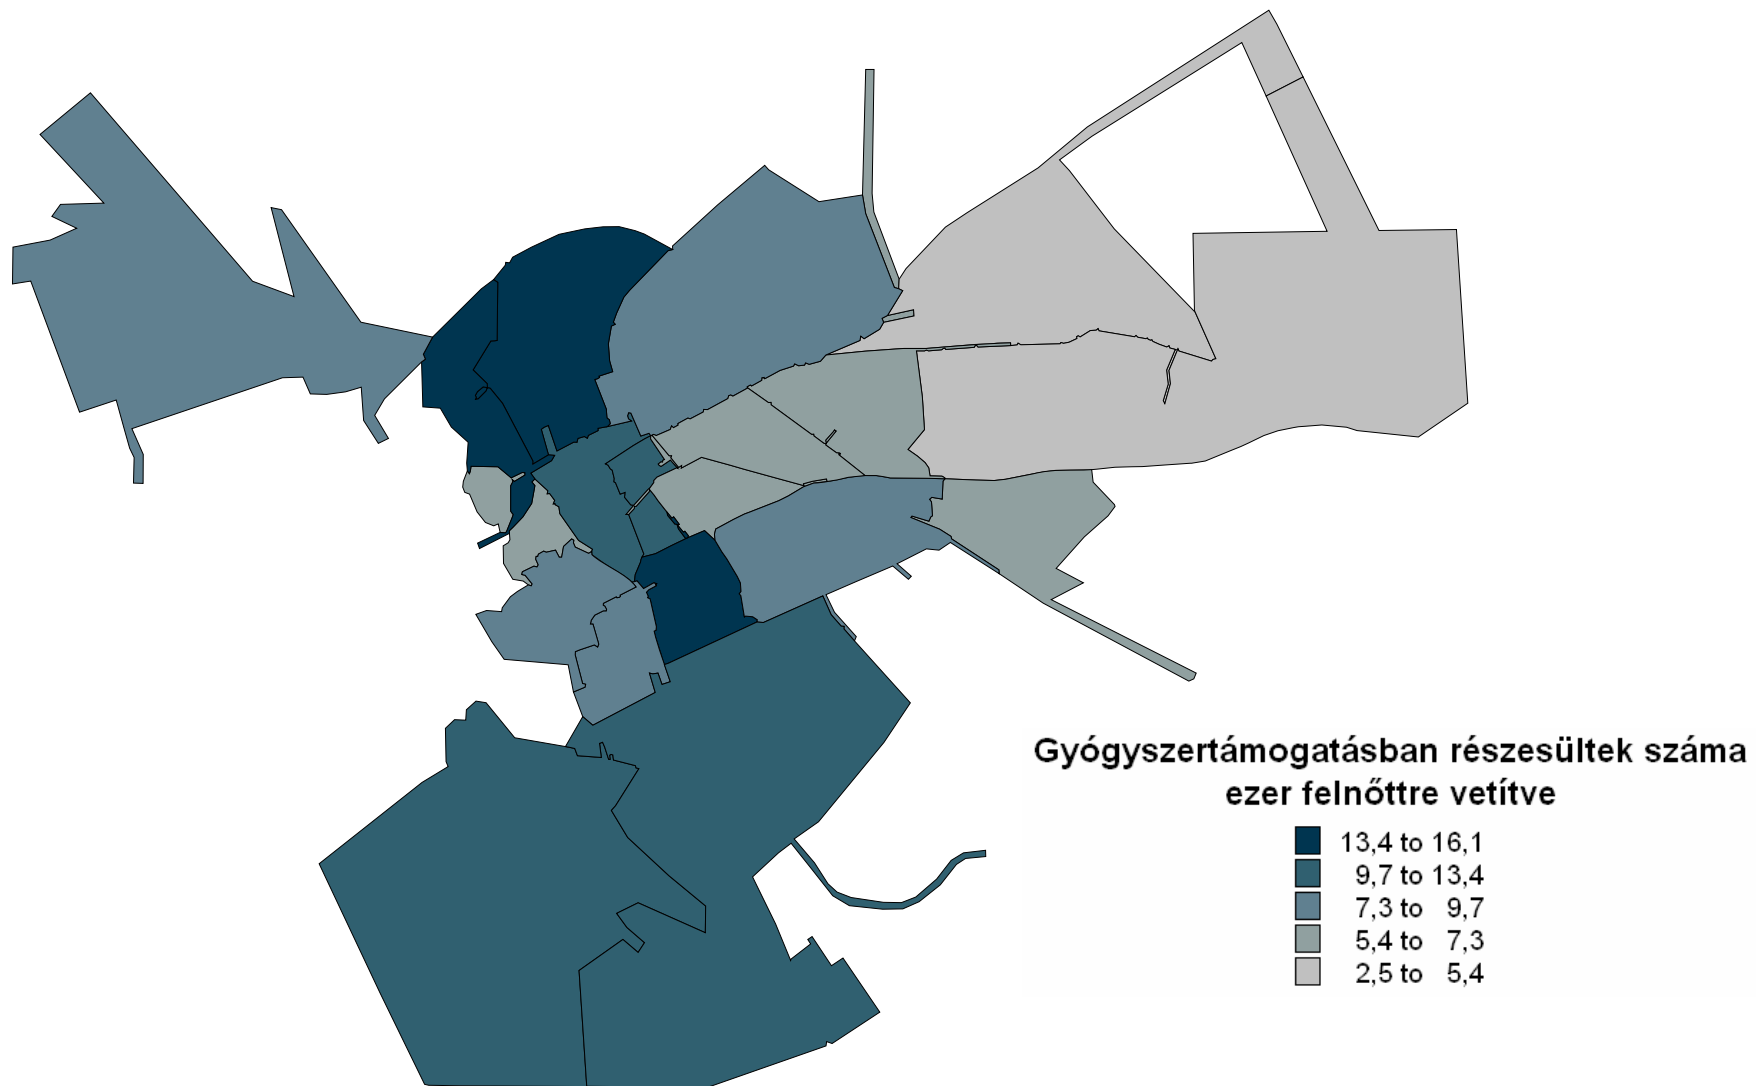 Gyógyszertámogatásban részesültek száma
ezer felnőttre vetítve
13,4 to 16,1
9,7 to 13,4
7,3 to 9,7
5,4 to 7,3
2,5 to 5,4